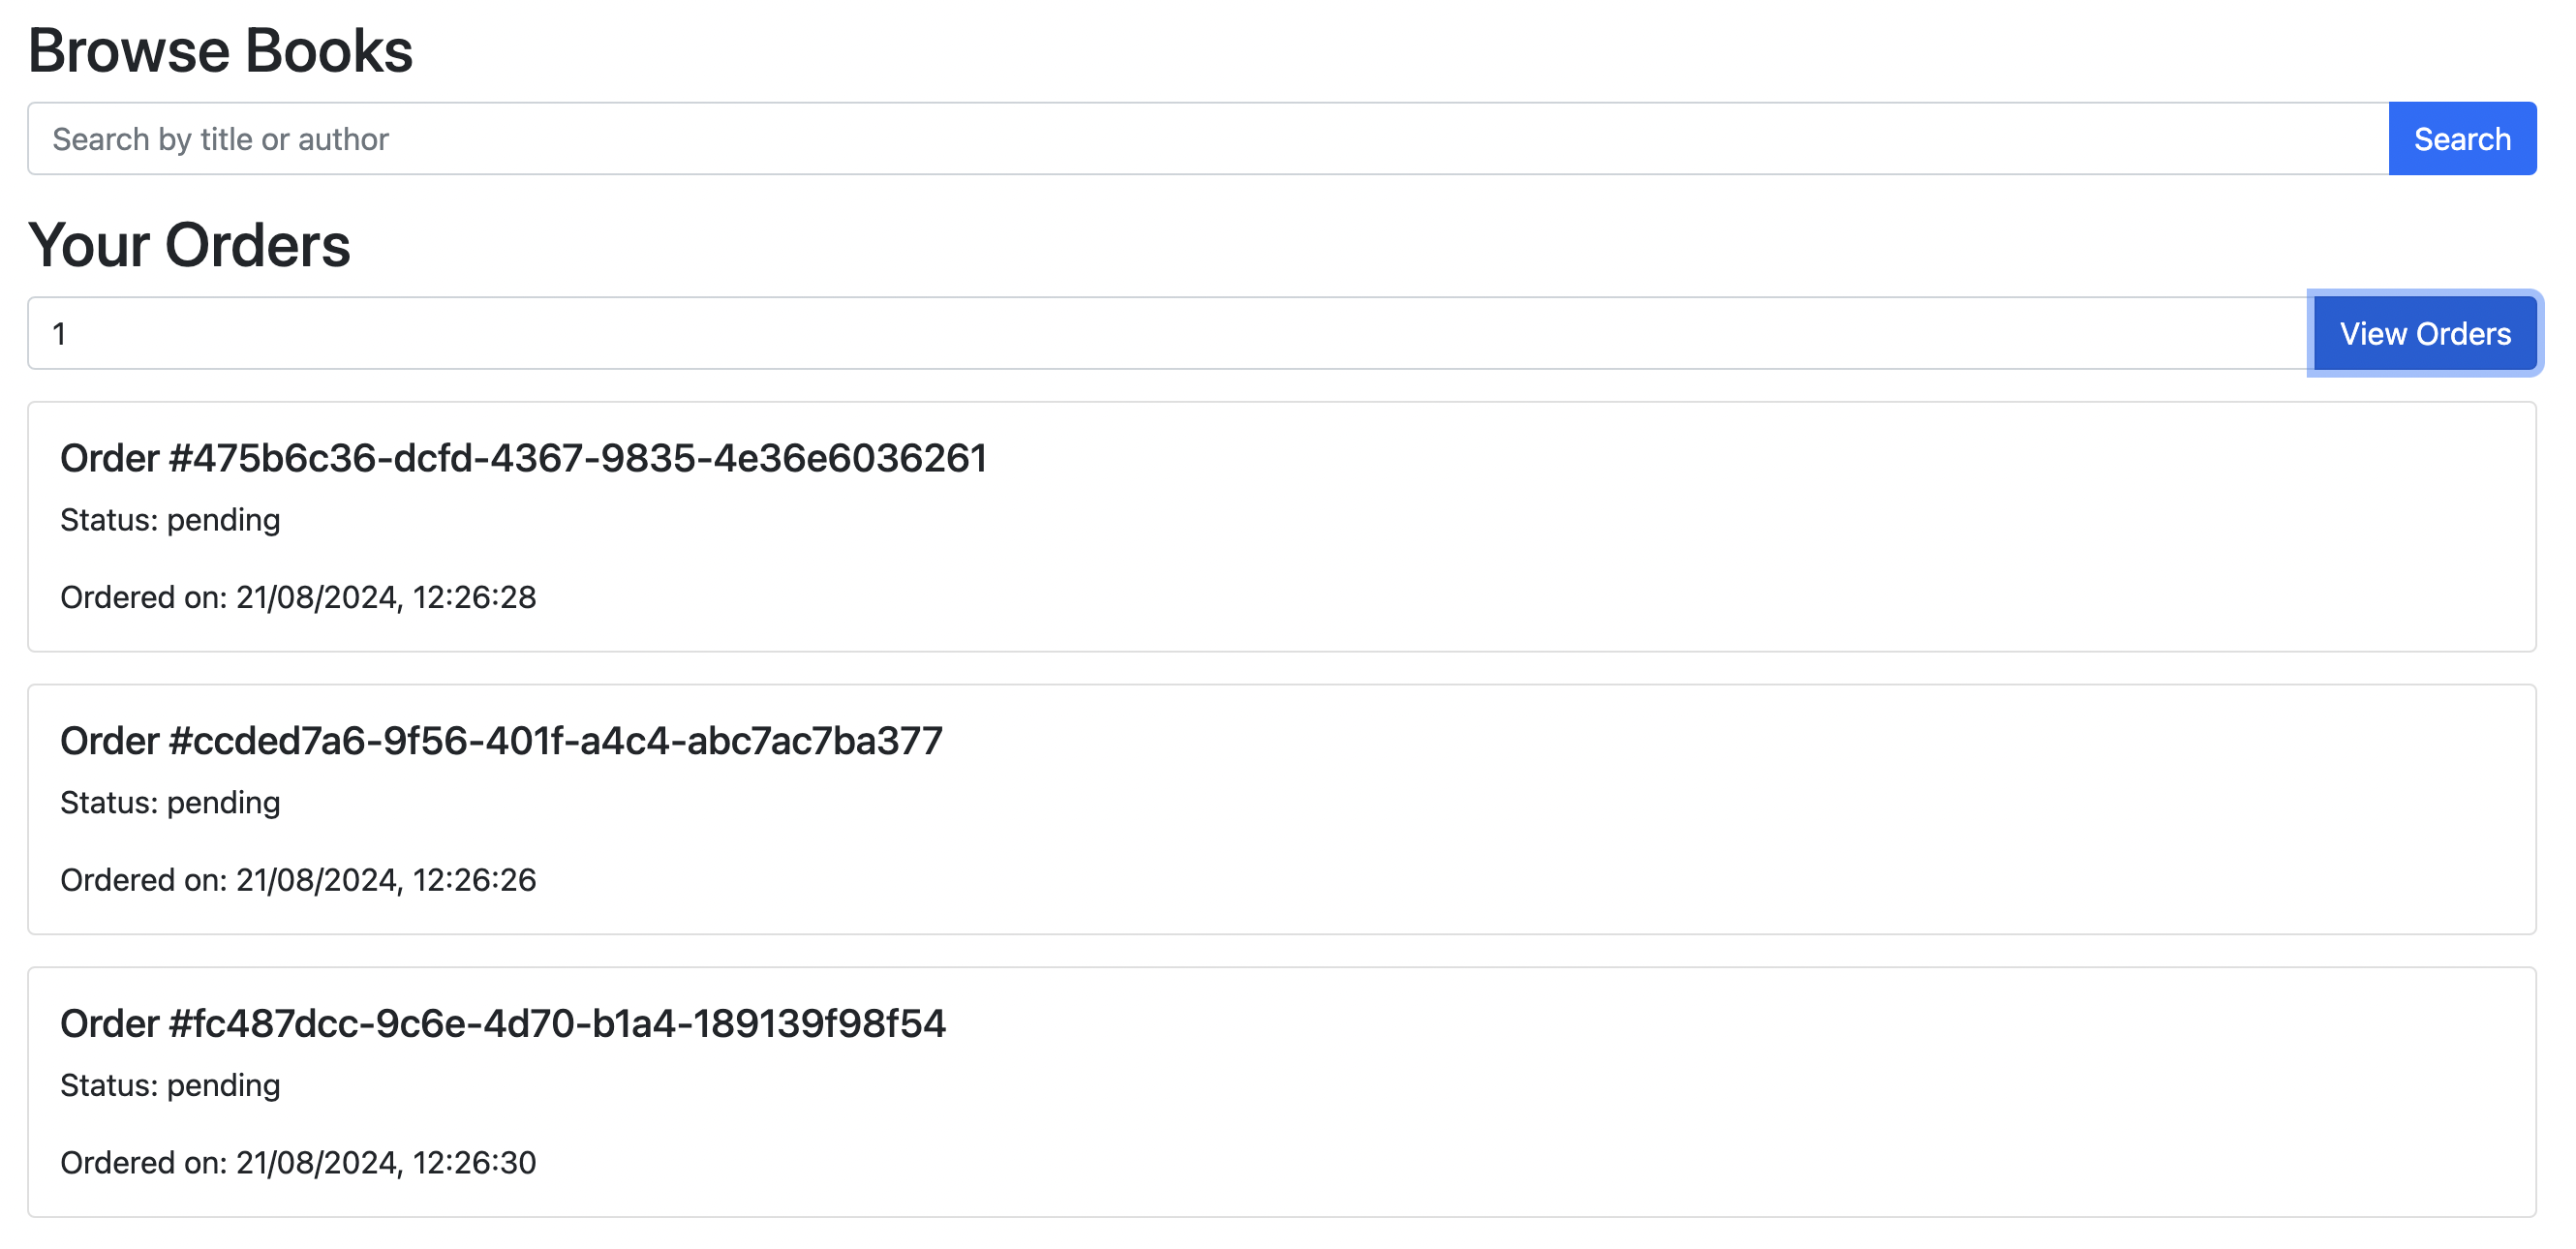 Browse Books
Search by title or author
Search
Your Orders
1
View Orders
Order #475b6c36-dcfd-4367-9835-4e36e6036261
Status: pending
Ordered on: 21/08/2024, 12:26:28
Order #ccded7a6-9f56-401f-a4c4-abc7ac7ba377
Status: pending
Ordered on: 21/08/2024, 12:26:26
Order #fc487dcc-9c6e-4d70-b1a4-189139f98f54
Status: pending
Ordered on: 21/08/2024, 12:26:30